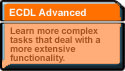 ECDL Advanced
Learn more complex
tasks that deal with a
more extensive
functionality.